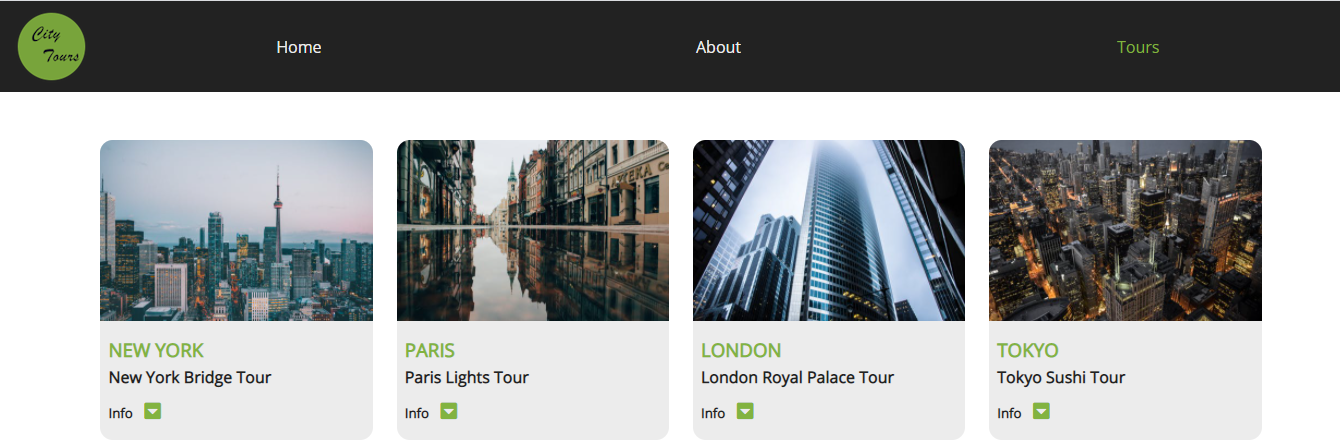 City
Tours
Home
About
Tours
NEW YORK
New York Bridge Tour
Info
PARIS
Paris Lights Tour
Info
LONDON
London Royal Palace Tour
Info
TOKYO
Tokyo Sushi Tour
Info